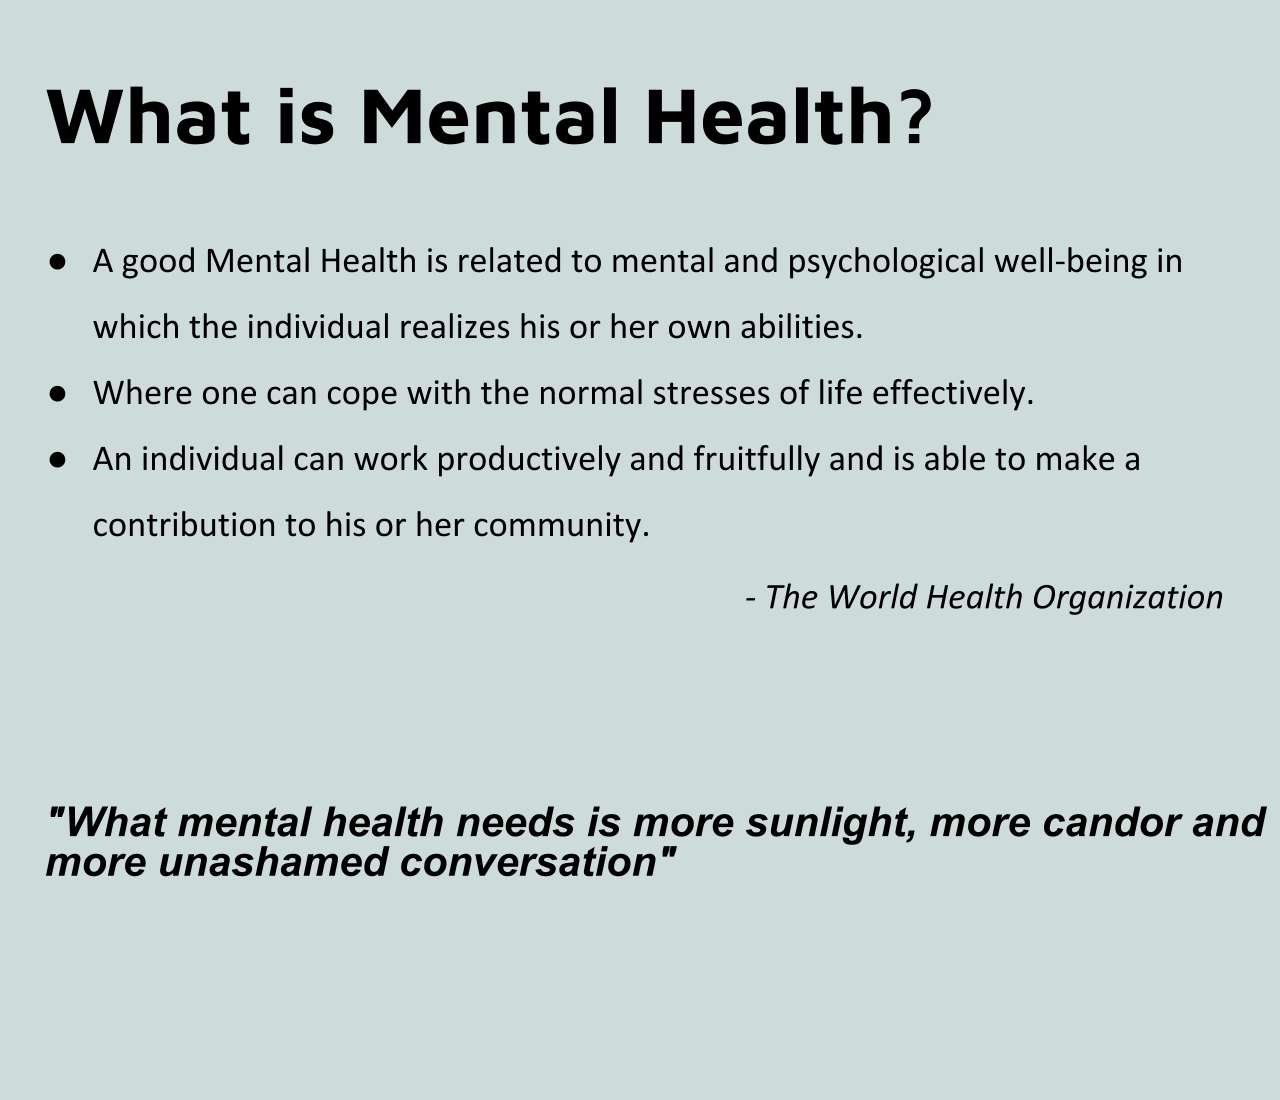 What is Mental Health?
● A good Mental Health is related to mental and psychological well-being in
which the individual realizes his or her own abilities.
● Where one can cope with the normal stresses of life effectively.
● An individual can work productively and fruitfully and is able to make a
contribution to his or her community.
- The World Health Organization
"What mental health needs is more sunlight, more candor and
more unashamed conversation"